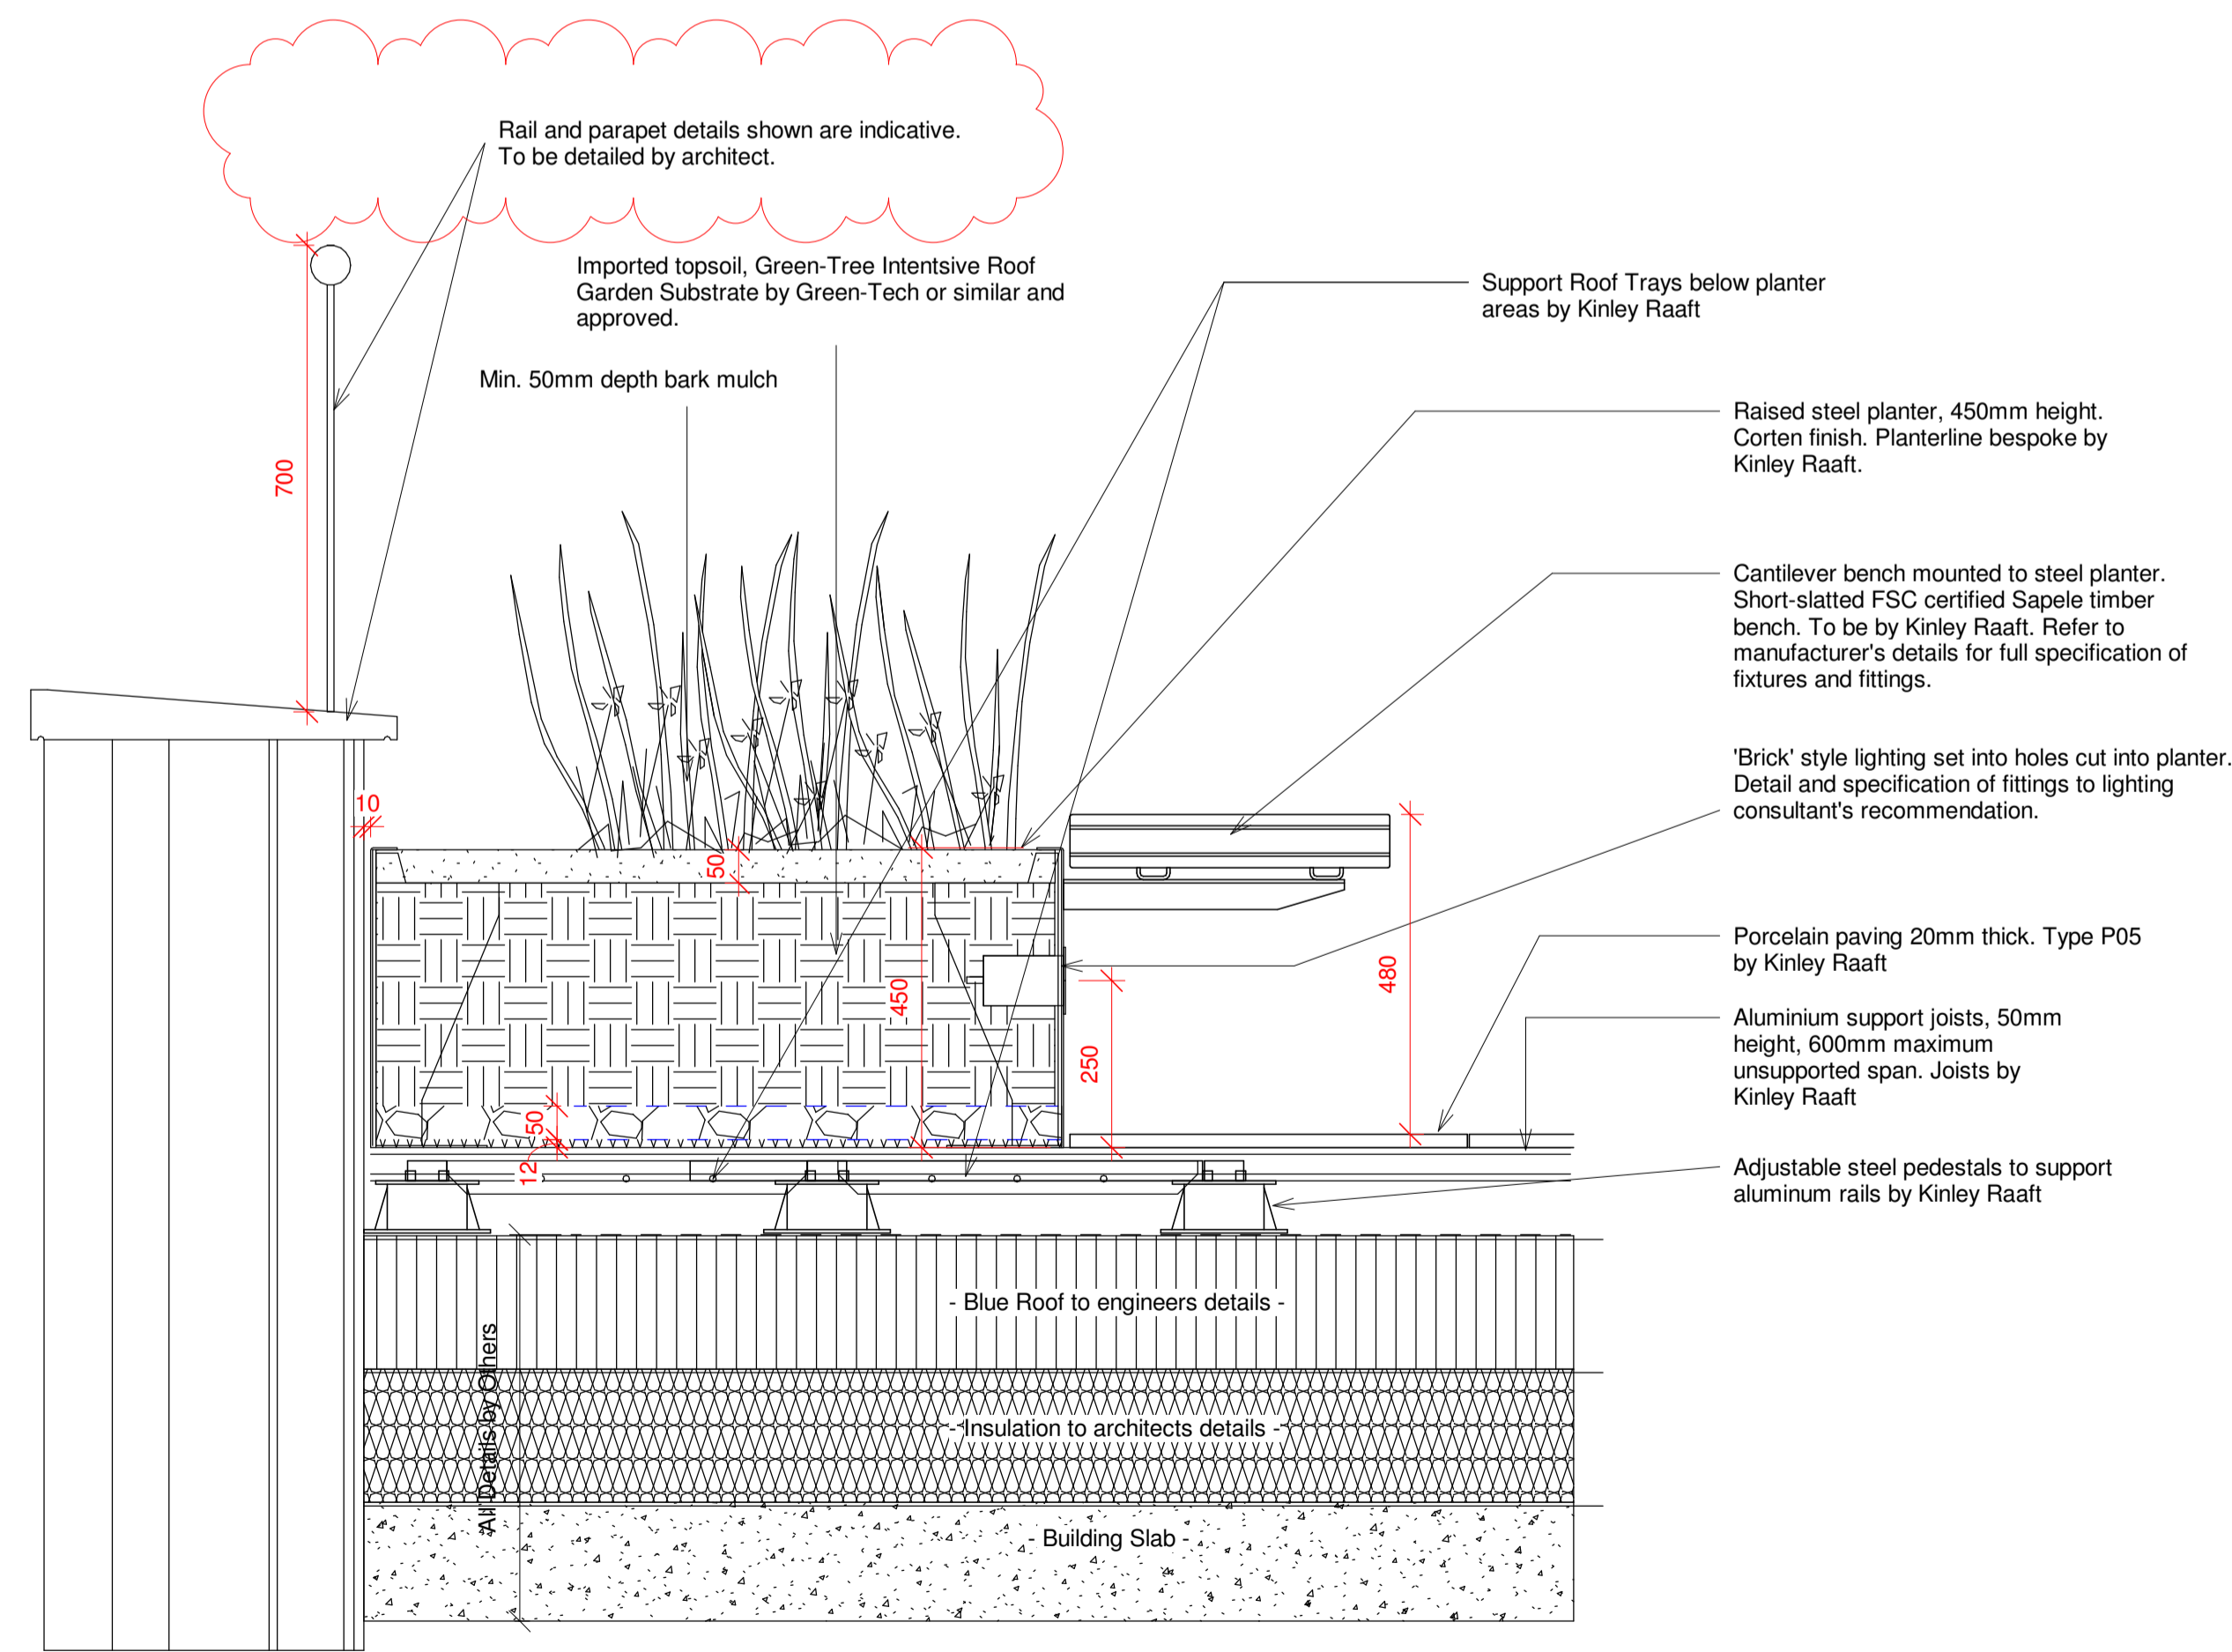 Rail and parapet details shown are indicative.
To be detailed by architect.
Imported topsoil, Green-Tree Intentsive Roof
Garden Substrate by Green-Tech or similar and
approved.
Min. 50mm depth bark mulch
Support Roof Trays below planter
areas by Kinley Raaft
Raised steel planter, 450mm height.
Corten finish. Planterline bespoke by
Kinley Raaft.
Cantilever bench mounted to steel planter.
Short-slatted FSC certified Sapele timber
bench. To be by Kinley Raaft. Refer to
manufacturer's details for full specification of
fixtures and fittings.
'Brick' style lighting set into holes cut into planter.
Detail and specification of fittings to lighting
consultant's recommendation.
Porcelain paving 20mm thick. Type P05
by Kinley Raaft
Aluminium support joists, 50mm
height, 600mm maximum
unsupported span. Joists by
Kinley Raaft
Adjustable steel pedestals to support
aluminum rails by Kinley Raaft
700
10
50
450
480
250
50
12
- Blue Roof to engineers details -
- Insulation to architects details -
- Building Slab -
All Details by Others